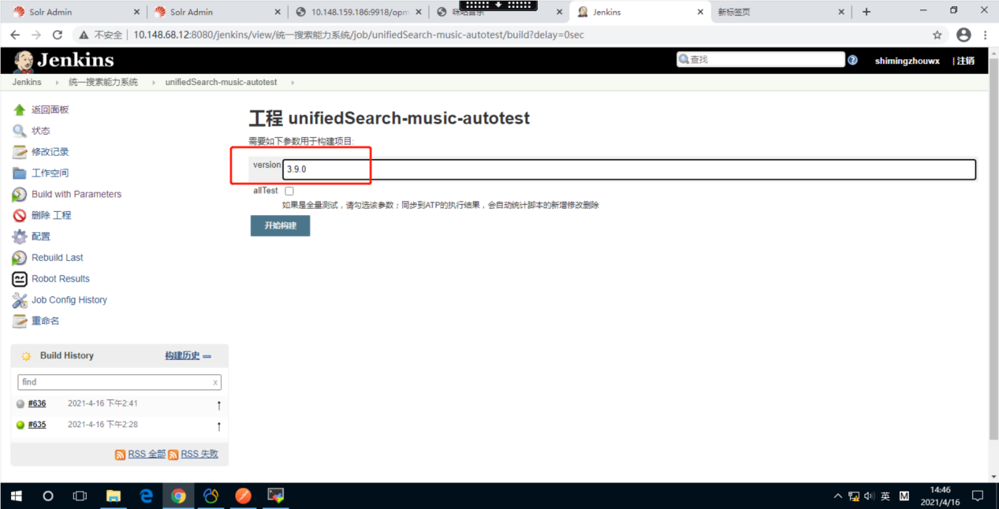 Solr Admin
Solr Admin
10.148.159.186:9918/opm
咪咕音乐
Jenkins
新标签页
不安全
10.148.68.12:8080/jenkins/view/统一搜索能力系统/job/unifiedSearch-music-autotest/build?delay=0sec
Jenkins
查找
shimingzhouwx
| 注销
Jenkins
统一搜索能力系统
unifiedSearch-music-autotest
返回面板
状态
修改记录
工作空间
Build with Parameters
删除 工程
配置
Rebuild Last
Robot Results
Job Config History
重命名
工程 unifiedSearch-music-autotest
需要如下参数用于构建项目:
version
3.9.0
allTest
如果是全量测试，请勾选该参数；同步到ATP的执行结果，会自动统计脚本的新增修改删除
开始构建
Build History
构建历史
find
x
#636
2021-4-16 下午2:41
#635
2021-4-16 下午2:28
RSS 全部
RSS 失败
英
M
14:46
2021/4/16